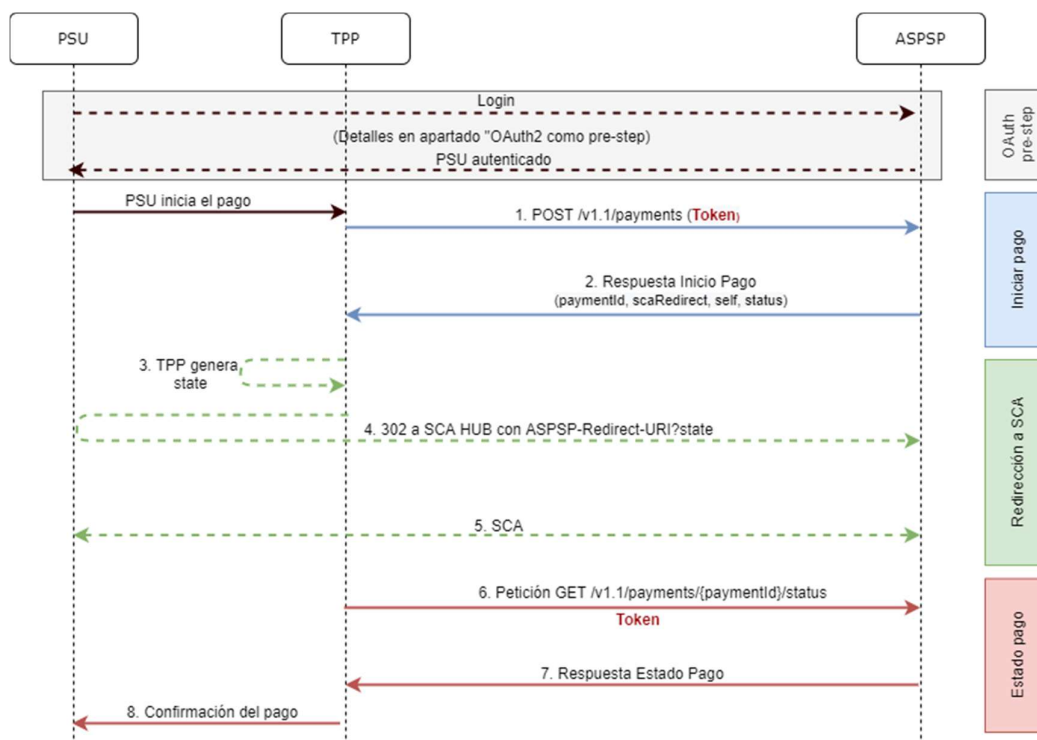 PSU
TPP
ASPSP
Login
(Detalles en apartado "OAuth2 como pre-step)
PSU autenticado
OAuth
pre-step
PSU inicia el pago
1. POST /v1.1/payments (Token)
2. Respuesta Inicio Pago
(paymentId, scaRedirect, self, status)
Iniciar pago
3. TPP genera
state
4. 302 a SCA HUB con ASPSP-Redirect-URI?state
5. SCA
Redirección a SCA
6. Petición GET /v1.1/payments/{paymentId}/status
Token
7. Respuesta Estado Pago
8. Confirmación del pago
Estado pago